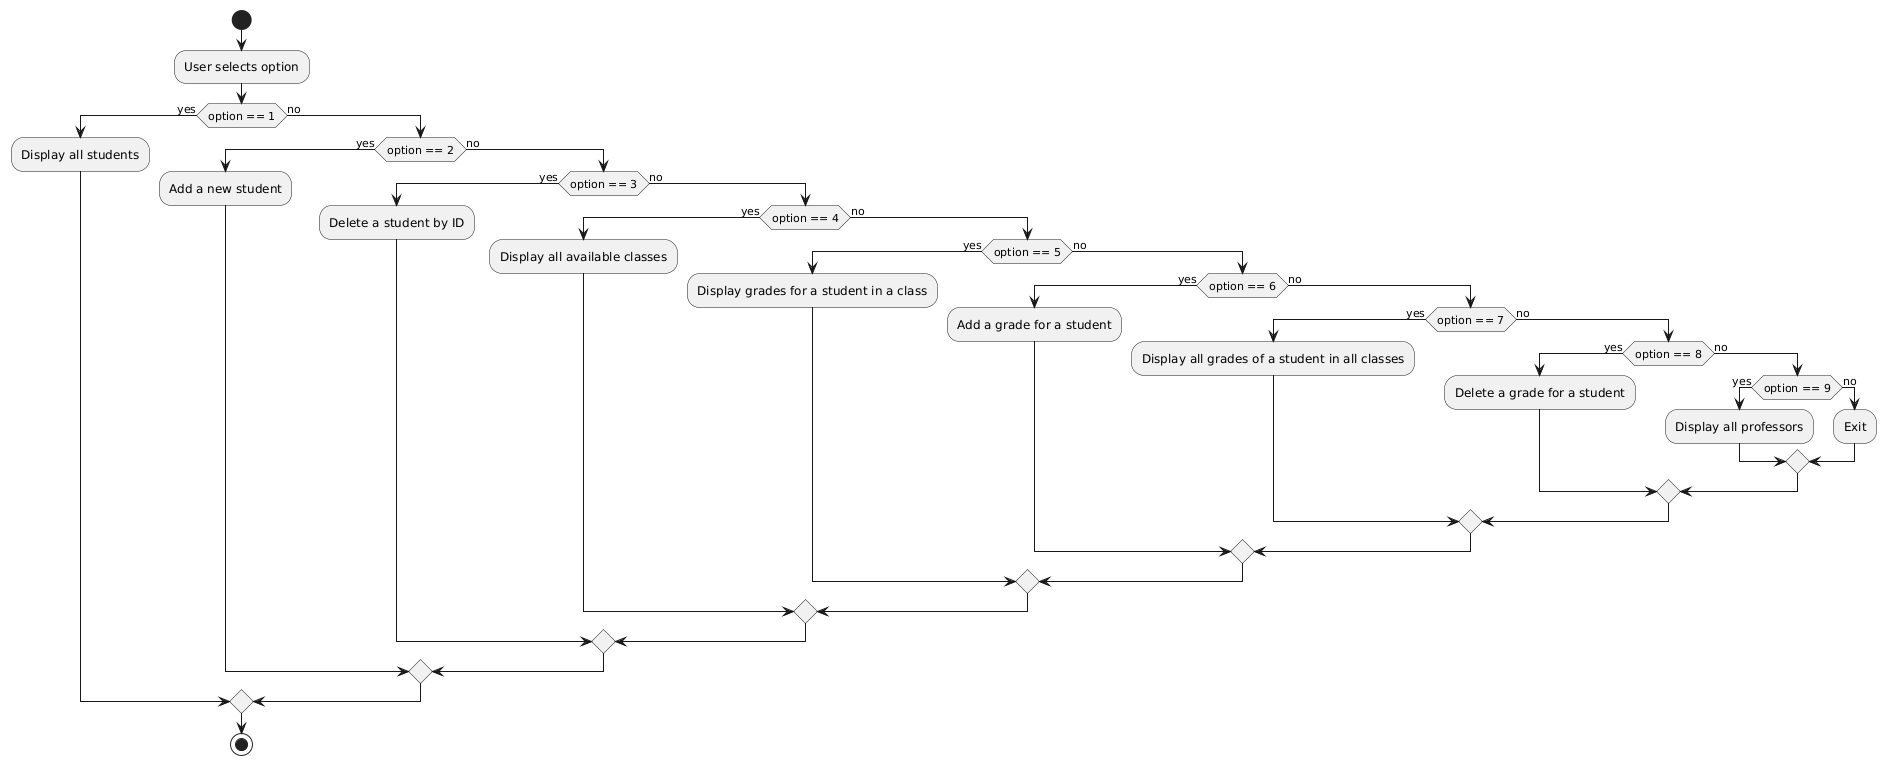 User selects option
yes
option == 1
no
Display all students
yes
option == 2
no
Add a new student
yes
option == 3
no
Delete a student by ID
yes
option == 4
no
Display all available classes
yes
option == 5
no
Display grades for a student in a class
yes
option == 6
no
Add a grade for a student
yes
option == 7
no
Display all grades of a student in all classes
yes
option == 8
no
Delete a grade for a student
yes
option == 9
no
Display all professors
Exit